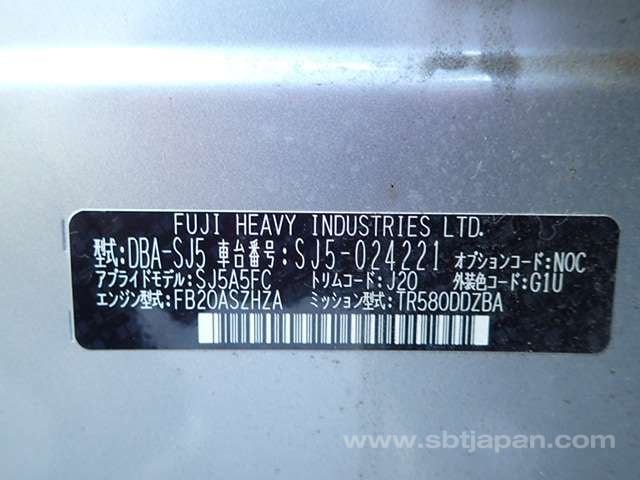 FUJI HEAVY INDUSTRIES LTD.
型式:DBA-SJ5 車台番号:SJ5-024221 オプションコード:NOC
アプライドモデル:SJ5A5FC トリムコード:J20 外装色コード:G1U
エンジン型式:FB20ASZHZA ミッション型式:TR580DDZBA
www.sbtjapan.com